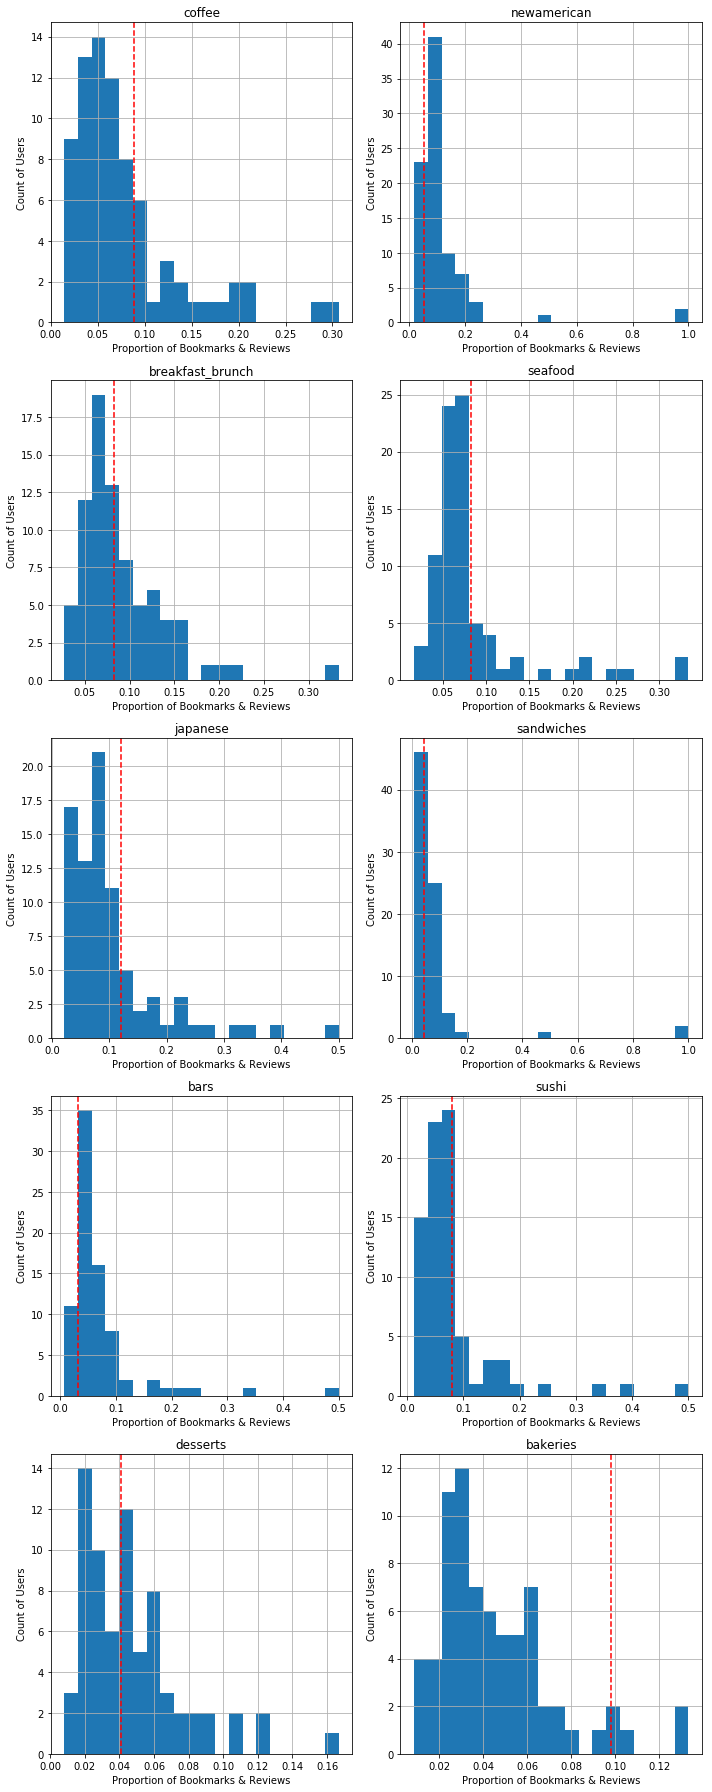 coffee
14
12
10
8
6
4
2
0
Count of Users
0.00 0.05 0.10 0.15 0.20 0.25 0.30
Proportion of Bookmarks & Reviews
newamerican
40
35
30
25
20
15
10
5
0
Count of Users
0.0 0.2 0.4 0.6 0.8 1.0
Proportion of Bookmarks & Reviews
breakfast_brunch
17.5
15.0
12.5
10.0
7.5
5.0
2.5
0.0
Count of Users
0.05 0.10 0.15 0.20 0.25 0.30
Proportion of Bookmarks & Reviews
seafood
25
20
15
10
5
0
Count of Users
0.05 0.10 0.15 0.20 0.25 0.30
Proportion of Bookmarks & Reviews
japanese
20.0
17.5
15.0
12.5
10.0
7.5
5.0
2.5
0.0
Count of Users
0.0 0.1 0.2 0.3 0.4 0.5
Proportion of Bookmarks & Reviews
sandwiches
40
30
20
10
0
Count of Users
0.0 0.2 0.4 0.6 0.8 1.0
Proportion of Bookmarks & Reviews
bars
35
30
25
20
15
10
5
0
Count of Users
0.0 0.1 0.2 0.3 0.4 0.5
Proportion of Bookmarks & Reviews
sushi
25
20
15
10
5
0
Count of Users
0.0 0.1 0.2 0.3 0.4 0.5
Proportion of Bookmarks & Reviews
desserts
14
12
10
8
6
4
2
0
Count of Users
0.00 0.02 0.04 0.06 0.08 0.10 0.12 0.14 0.16
Proportion of Bookmarks & Reviews
bakeries
12
10
8
6
4
2
0
Count of Users
0.02 0.04 0.06 0.08 0.10 0.12
Proportion of Bookmarks & Reviews